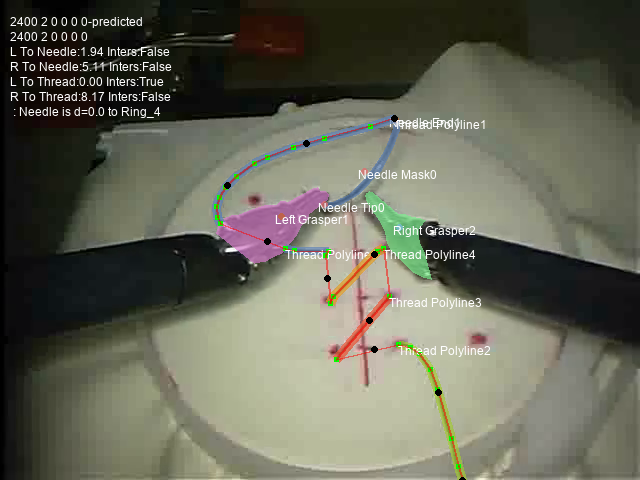 2400 2 0 0 0 0-predicted
2400 2 0 0 0 0
L To Needle:1.94 Inters:False
R To Needle:5.11 Inters:False
L To Thread:0.00 Inters:True
R To Thread:8.17 Inters:False
: Needle is d=0.0 to Ring_4
Thread Polyline1
Needle Mask0
Needle Tip0
Left Grasper1
Right Grasper2
Thread Polyline
Thread Polyline4
Thread Polyline3
Thread Polyline2